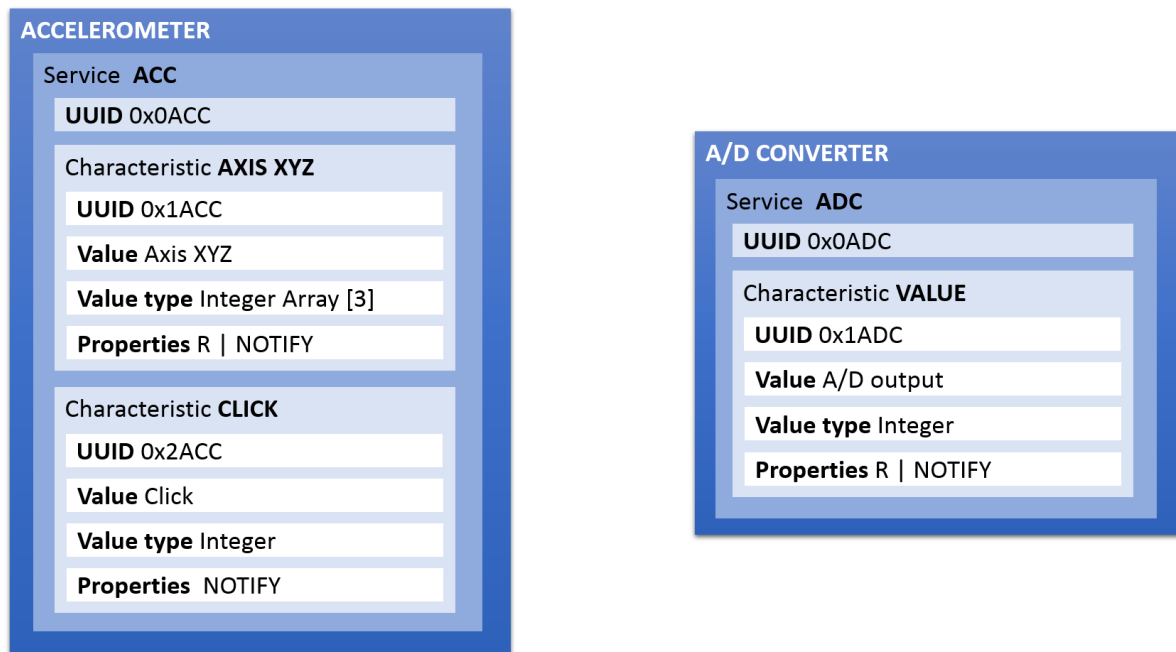 ACCELEROMETER
Service ACC
UUID 0x0ACC
Characteristic AXIS XYZ
UUID 0x1ACC
Value Axis XYZ
Value type Integer Array [3]
Properties R | NOTIFY
Characteristic CLICK
UUID 0x2ACC
Value Click
Value type Integer
Properties NOTIFY
A/D CONVERTER
Service ADC
UUID 0x0ADC
Characteristic VALUE
UUID 0x1ADC
Value A/D output
Value type Integer
Properties R | NOTIFY